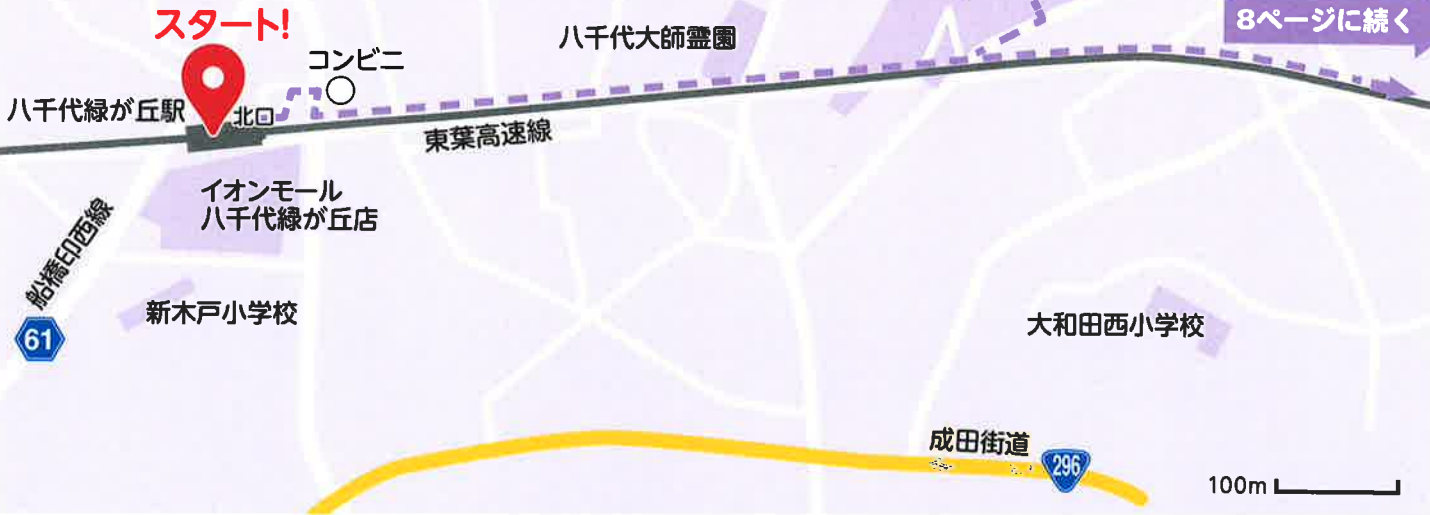 スタート!
8ページに続く
コンビニ
八千代大師霊園
八千代緑が丘駅
北口
東葉高速線
イオンモール
八千代緑が丘店
船橋印西線
新木戸小学校
大和田西小学校
61
成田街道
296
100m